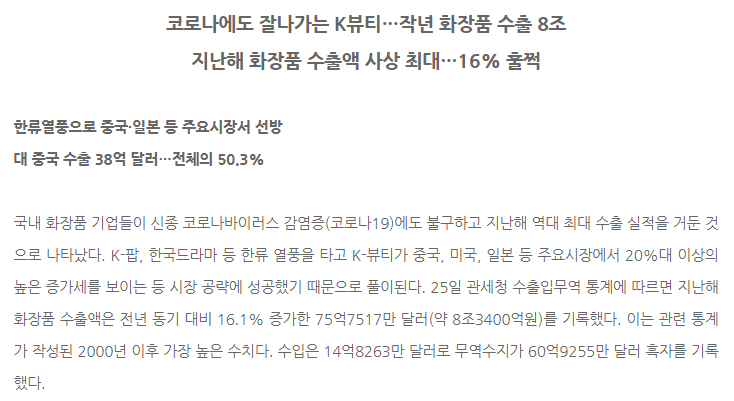 코로나에도 잘나가는 K뷰티…작년 화장품 수출 8조
지난해 화장품 수출액 사상 최대…16% 훌쩍
한류열풍으로 중국·일본 등 주요시장서 선방
대 중국 수출 38억 달러…전체의 50.3%
국내 화장품 기업들이 신종 코로나바이러스 감염증(코로나19)에도 불구하고 지난해 역대 최대 수출 실적을 거둔 것
으로 나타났다. K-팝, 한국드라마 등 한류 열풍을 타고 K-뷰티가 중국, 미국, 일본 등 주요시장에서 20%대 이상의
높은 증가세를 보이는 등 시장 공략에 성공했기 때문으로 풀이된다. 25일 관세청 수출입무역 통계에 따르면 지난해
화장품 수출액은 전년 동기 대비 16.1% 증가한 75억7517만 달러(약 8조3400억원)를 기록했다. 이는 관련 통계
가 작성된 2000년 이후 가장 높은 수치다. 수입은 14억8263만 달러로 무역수지가 60억9255만 달러 흑자를 기록
했다.